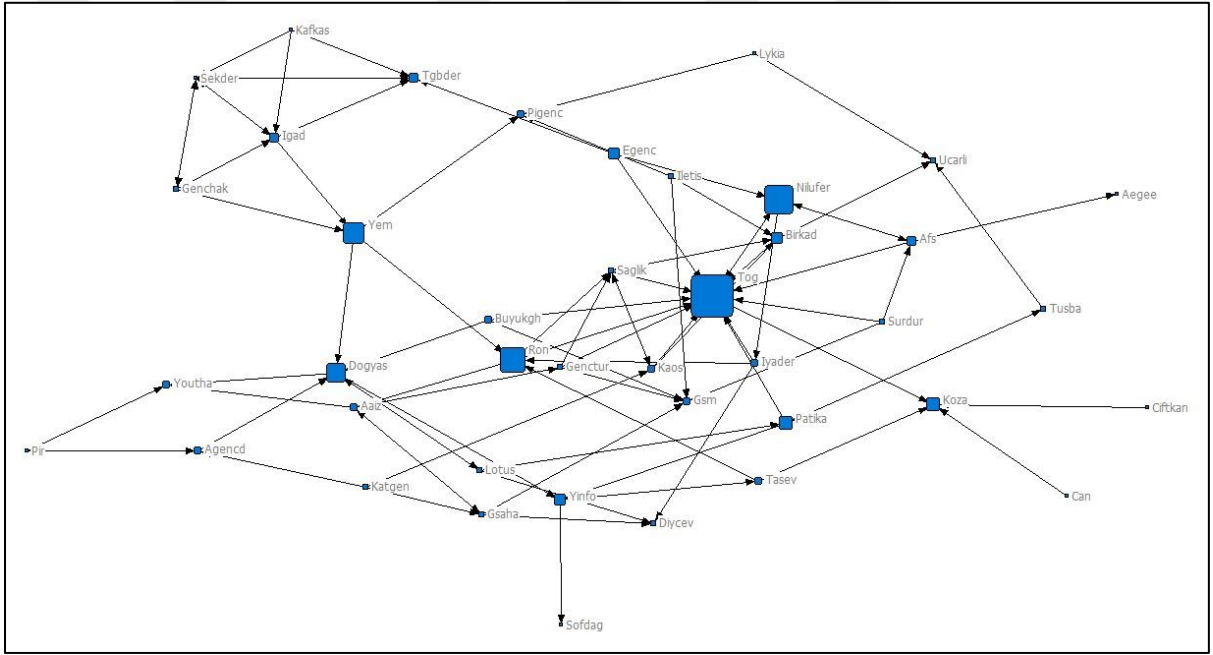 Kafkas
Lykia
Sekder
Tgbder
Pigenc
Igad
Egenc
Ucarli
Iletis
Genchak
Nilufer
Aegee
Yem
Birkad
Afs
Saglik
Tog
Buyukgh
Surdur
Tusba
Ron
Dogyas
Genctur
Kaos
Iyader
Youtha
Aaiz
Gsm
Koza
Ciftkan
Patika
Pir
Agencd
Lotus
Tasev
Katgen
Yinfo
Can
Gsaha
Diycev
Sofdag